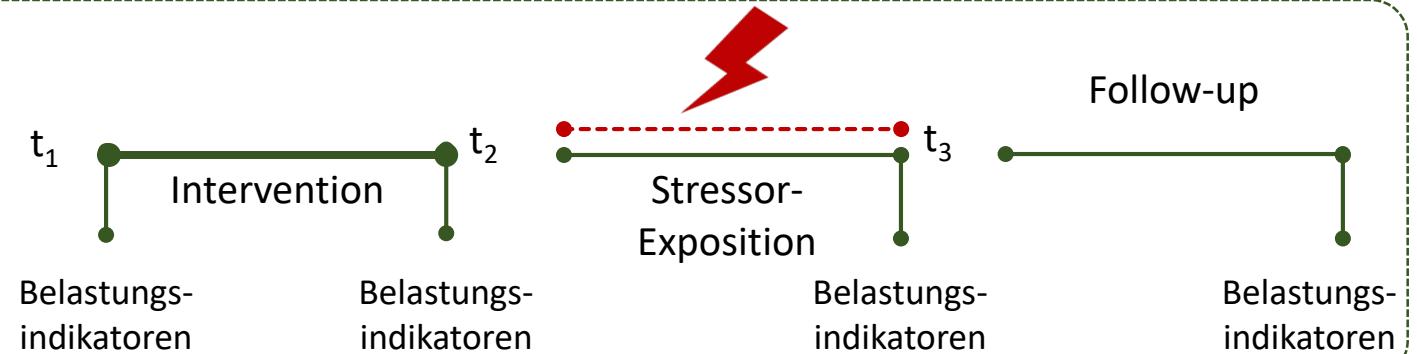 Follow-up
t₁
t₂
t₃
Intervention
Stressor-
Exposition
Belastungs-
indikatoren
Belastungs-
indikatoren
Belastungs-
indikatoren
Belastungs-
indikatoren